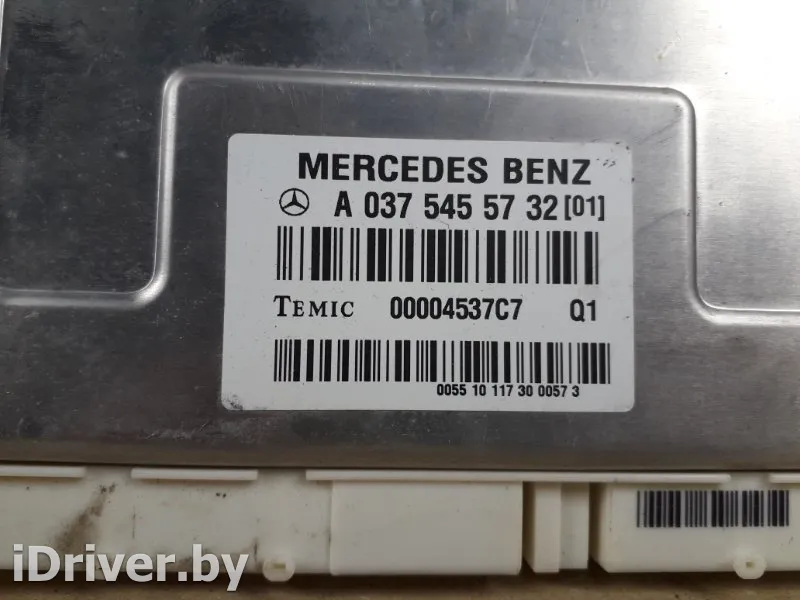 MERCEDES BENZ
A 037 545 57 32 [01]
TEMIC 00004537C7 Q1
0055 10 117 30 0057 3
iDriver.by